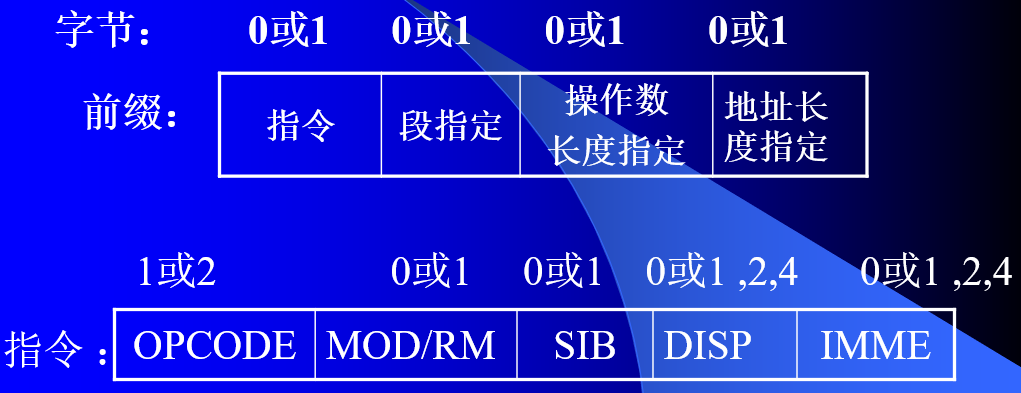 字节： 0或1 0或1 0或1 0或1
前缀： 指令 段指定 操作数长度指定 地址长度指定
1或2 0或1 0或1 0或1 ,2,4 0或1 ,2,4
指令： OPCODE MOD/RM SIB DISP IMME